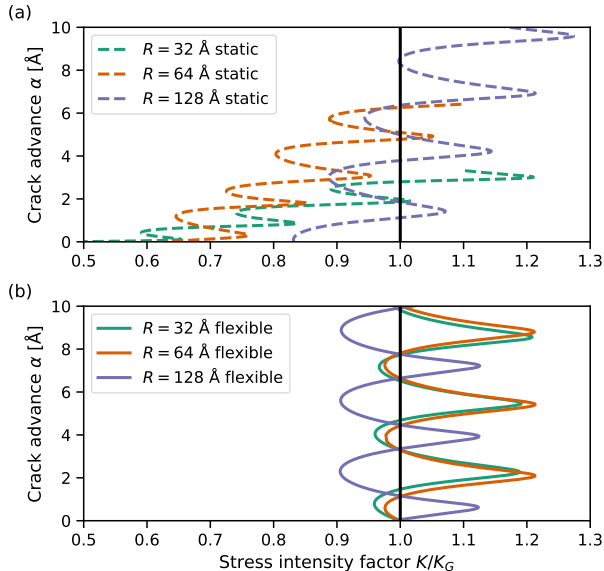 (a)
10
8
6
4
2
0
Crack advance α [Å]
R = 32 Å static
R = 64 Å static
R = 128 Å static
0.5 0.6 0.7 0.8 0.9 1.0 1.1 1.2 1.3
(b)
10
8
6
4
2
0
Crack advance α [Å]
R = 32 Å flexible
R = 64 Å flexible
R = 128 Å flexible
0.5 0.6 0.7 0.8 0.9 1.0 1.1 1.2 1.3
Stress intensity factor K/K_G